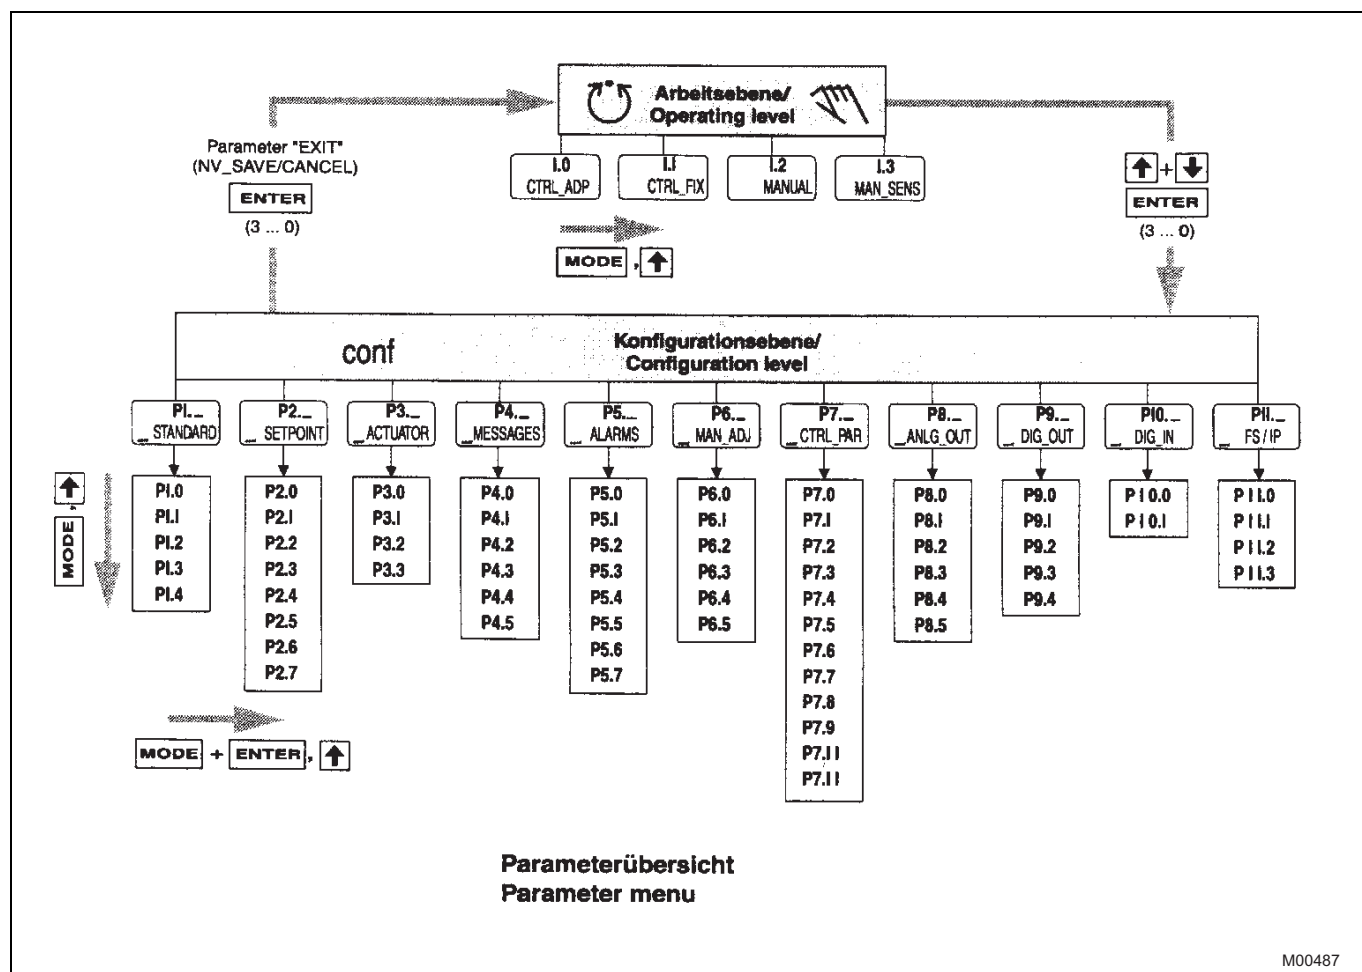 Arbeitsebene/
Operating level
1.0
CTRL_ADP
1.1
CTRL_FIX
1.2
MANUAL
1.3
MAN_SENS
Parameter "EXIT"
(NV_SAVE/CANCEL)
ENTER
(3 ... 0)
MODE ,
+
ENTER
(3 ... 0)
conf
Konfigurationsebene/
Configuration level
P1._
_ STANDARD
P2._
_ SETPOINT
P3._
_ACTUATOR
P4._
_MESSAGES
P5._
_ ALARMS
P6._
_ MAN_ADJ
P7._
_CTRL_PAR
P8._
_ANLG_OUT
P9._
_ DIG_OUT
P10._
_ DIG_IN
P11._
_ FS / IP
MODE ,
P1.0
P1.1
P1.2
P1.3
P1.4
P2.0
P2.1
P2.2
P2.3
P2.4
P2.5
P2.6
P2.7
P3.0
P3.1
P3.2
P3.3
P4.0
P4.1
P4.2
P4.3
P4.4
P4.5
P5.0
P5.1
P5.2
P5.3
P5.4
P5.5
P5.6
P5.7
P6.0
P6.1
P6.2
P6.3
P6.4
P6.5
P7.0
P7.1
P7.2
P7.3
P7.4
P7.5
P7.6
P7.7
P7.8
P7.9
P7.11
P7.11
P8.0
P8.1
P8.2
P8.3
P8.4
P8.5
P9.0
P9.1
P9.2
P9.3
P9.4
P10.0
P10.1
P11.0
P11.1
P11.2
P11.3
MODE + ENTER ,
Parameterübersicht
Parameter menu
M00487